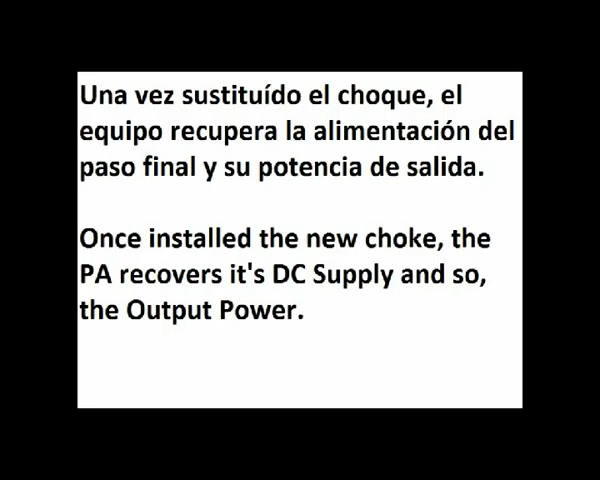 Una vez sustituído el choque, el
equipo recupera la alimentación del
paso final y su potencia de salida.
Once installed the new choke, the
PA recovers it's DC Supply and so,
the Output Power.